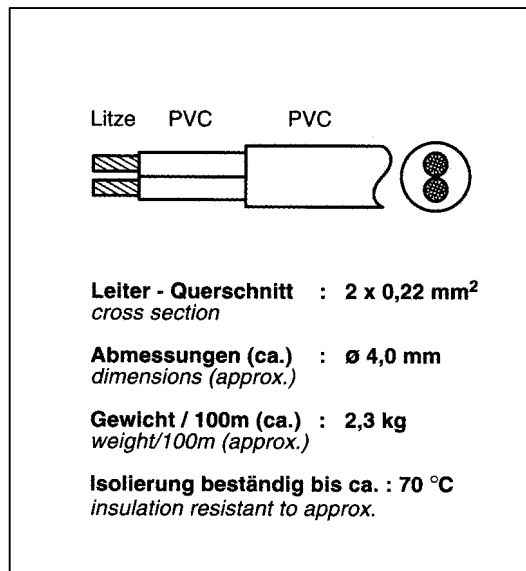 Litze PVC PVC
Leiter - Querschnitt : 2 x 0,22 mm²
cross section
Abmessungen (ca.) : ø 4,0 mm
dimensions (approx.)
Gewicht / 100m (ca.) : 2,3 kg
weight/100m (approx.)
Isolierung beständig bis ca. : 70 °C
insulation resistant to approx.